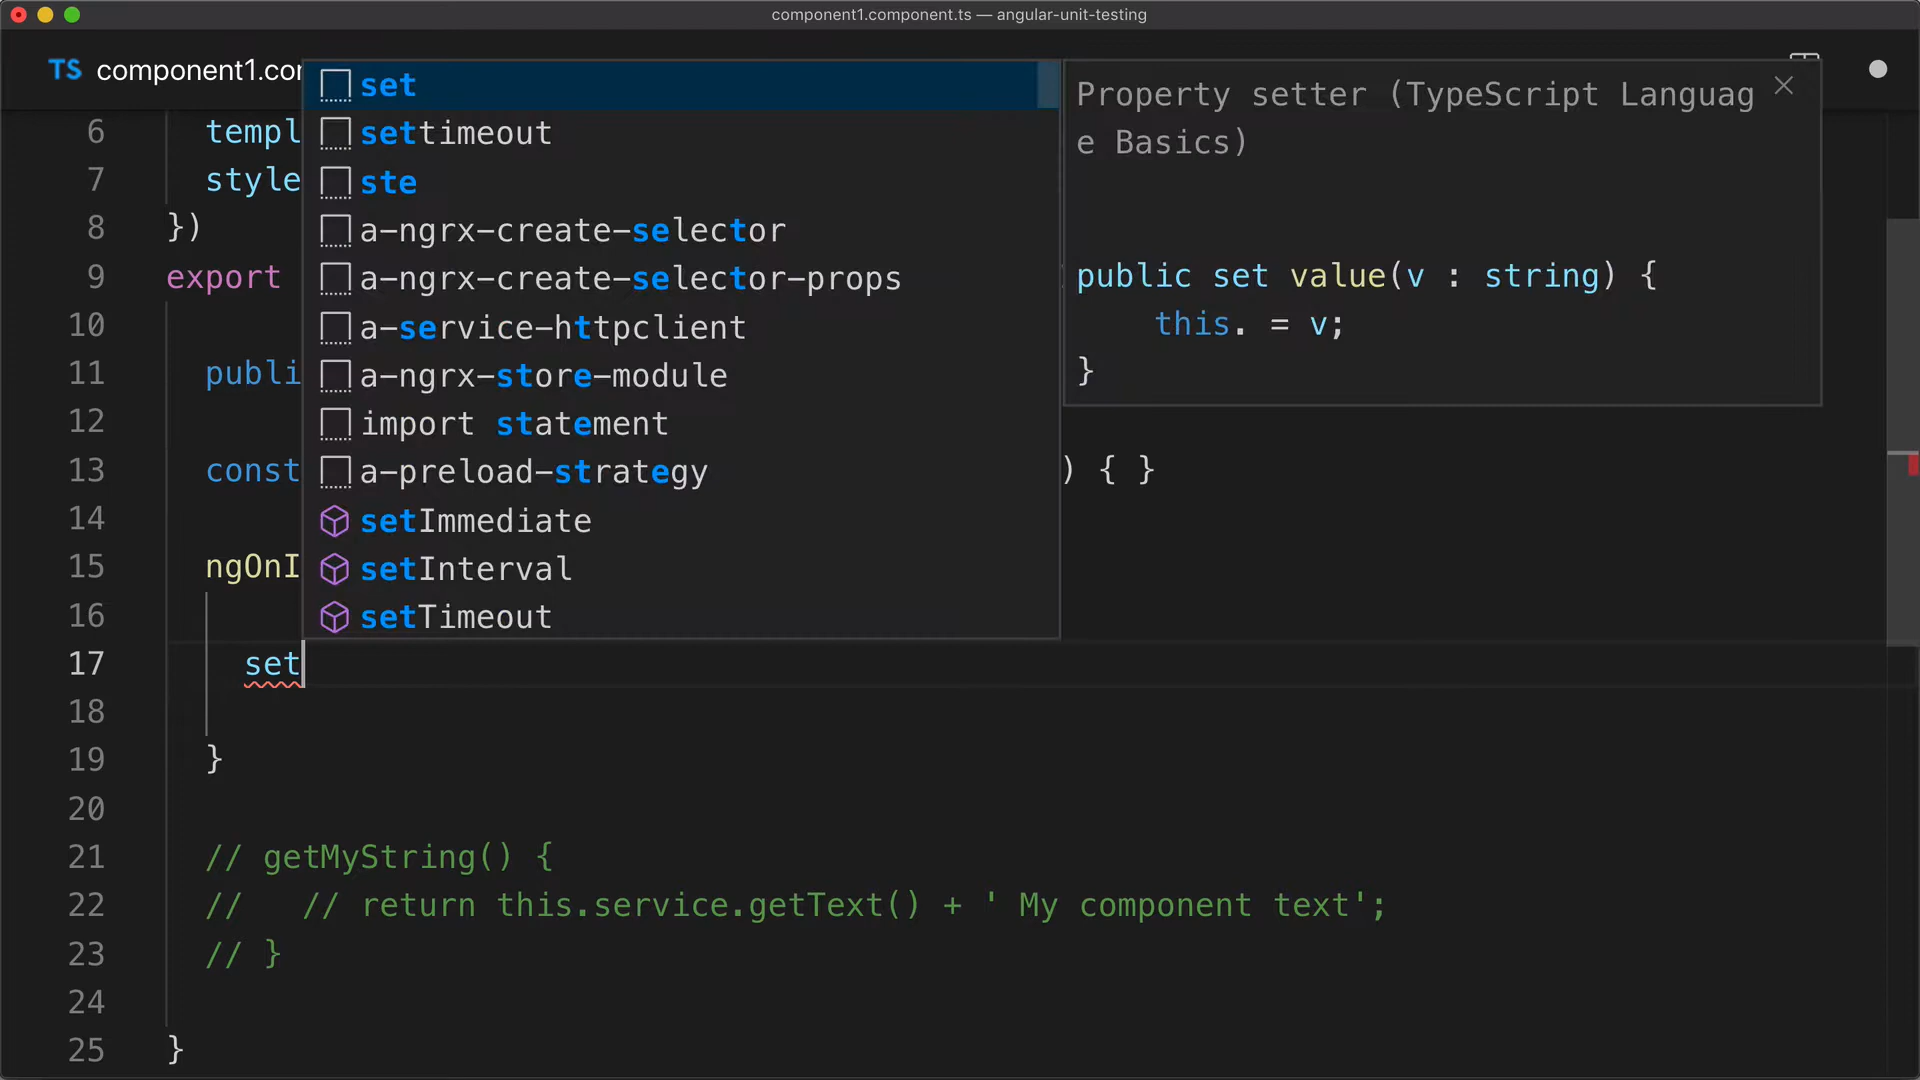 component1.component.ts — angular-unit-testing
TS component1.cor
set
settimeout
ste
a-ngrx-create-selector
a-ngrx-create-selector-props
a-service-httpclient
a-ngrx-store-module
import statement
a-preload-strategy
setImmediate
setInterval
setTimeout
Property setter (TypeScript Languag
e Basics)
public set value(v : string) {
this. = v;
}
6 templ
7 style
8 })
9 export
10
11 publi
12
13 const ) { }
14
15 ngOnI
16
17 set
18
19 }
20
21 // getMyString() {
22 //   // return this.service.getText() + ' My component text';
23 // }
24
25 }